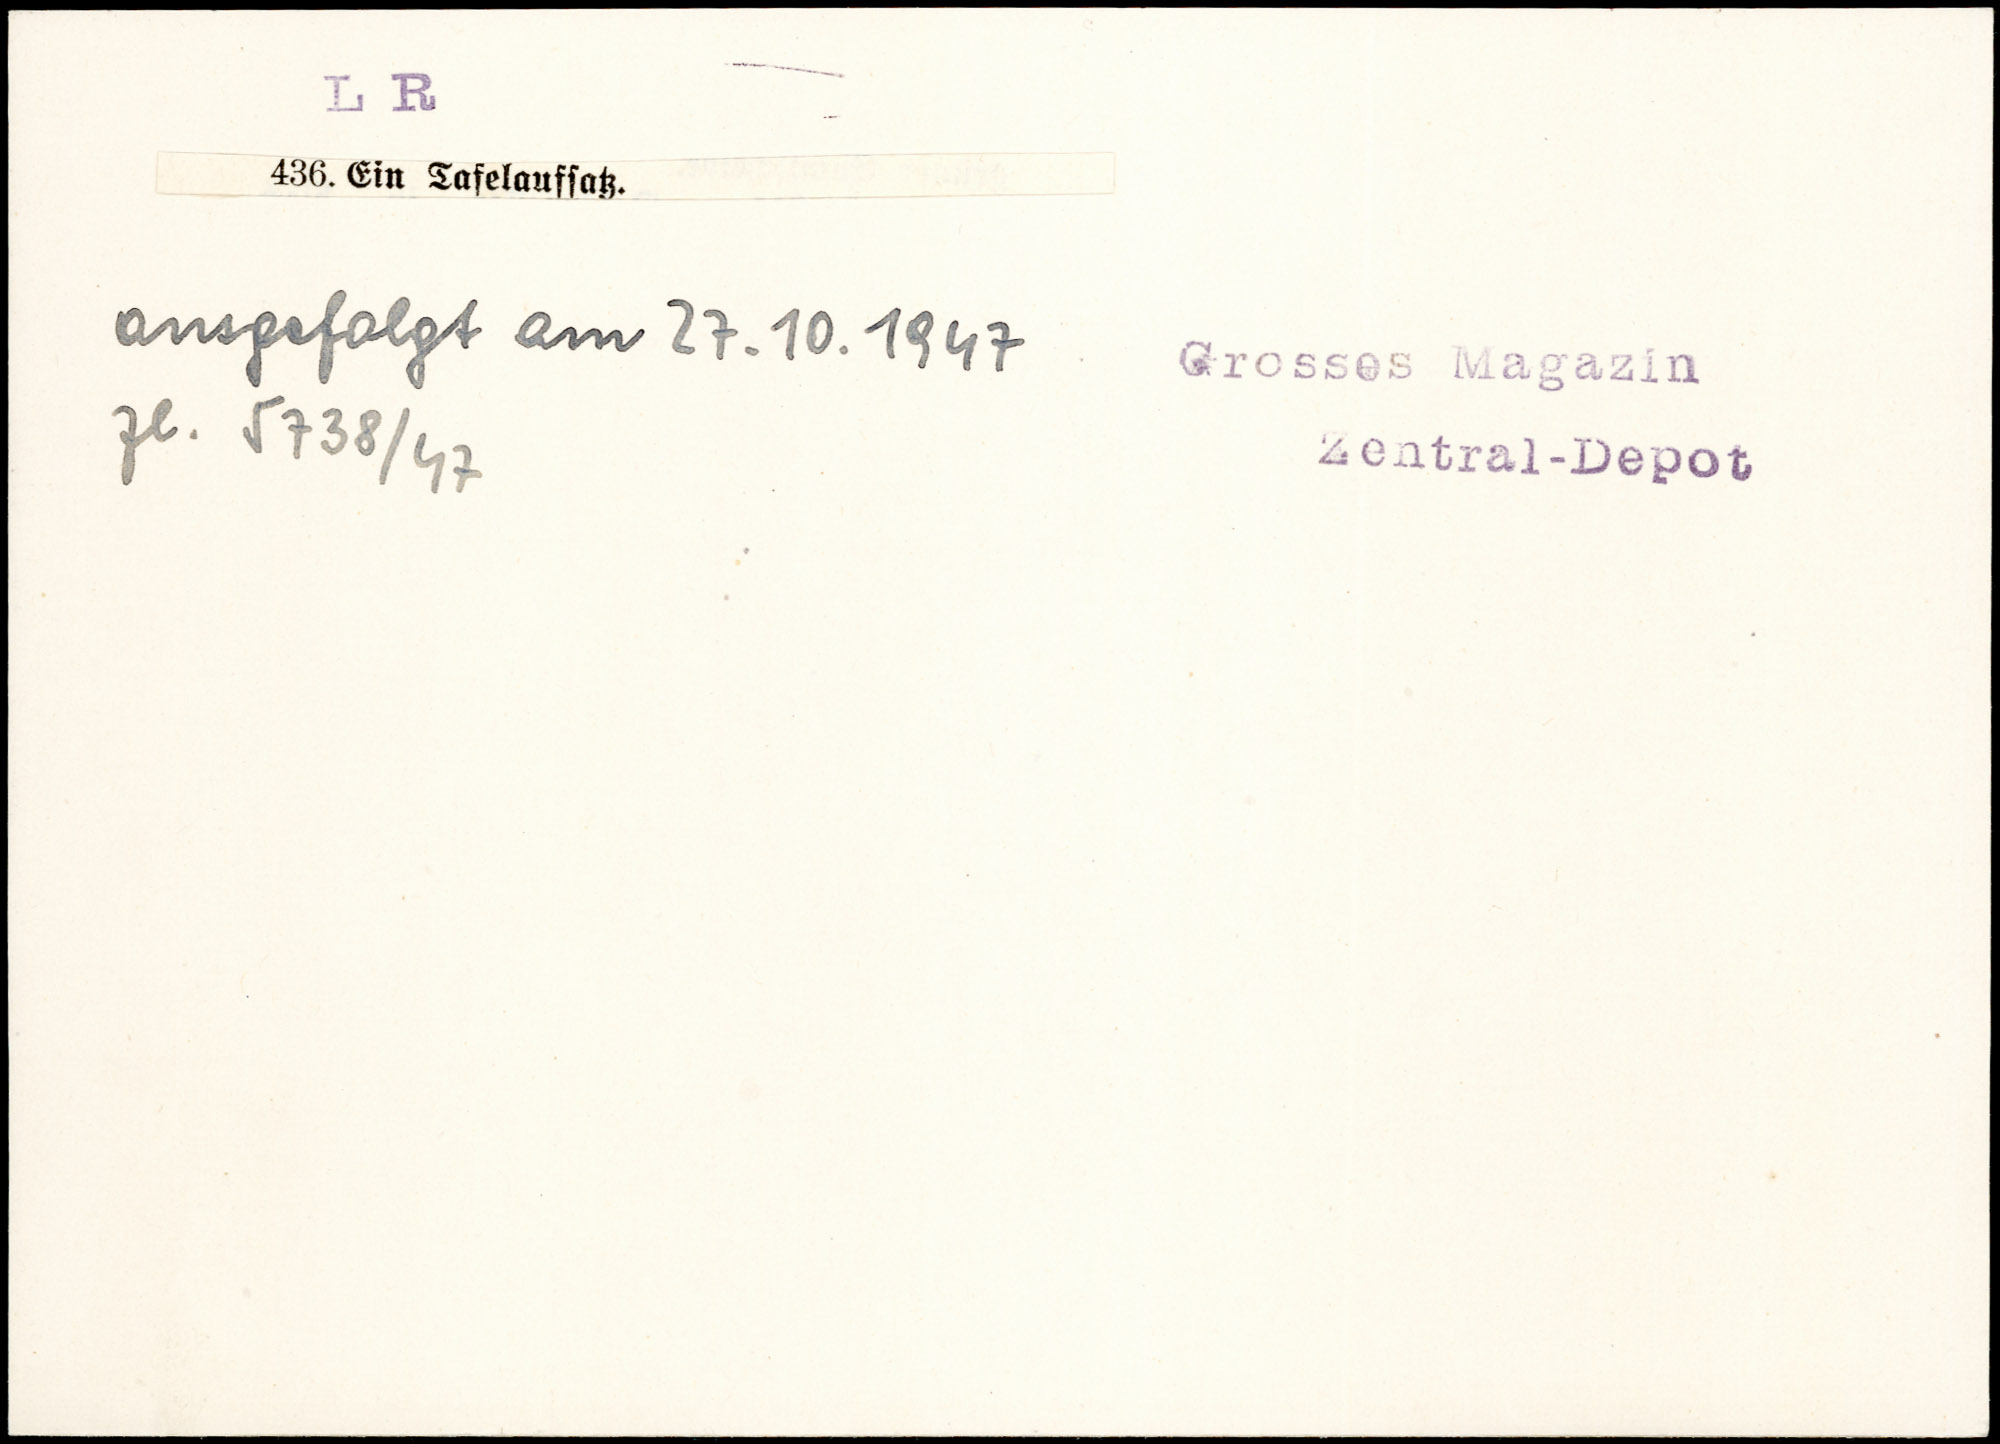 L R
436. Ein Tafelaufsatz.
ausgefolgt am 27.10.1947
Zl. 5738/47
Grosses Magazin
Zentral-Depot